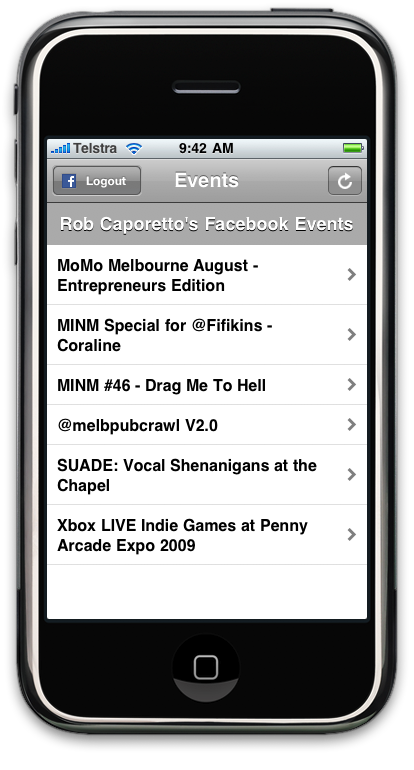 Telstra 9:42 AM
Logout Events
Rob Caporetto's Facebook Events
MoMo Melbourne August -
Entrepreneurs Edition
MINM Special for @Fifikins -
Coraline
MINM #46 - Drag Me To Hell
@melbpubcrawl V2.0
SUADE: Vocal Shenanigans at the
Chapel
Xbox LIVE Indie Games at Penny
Arcade Expo 2009